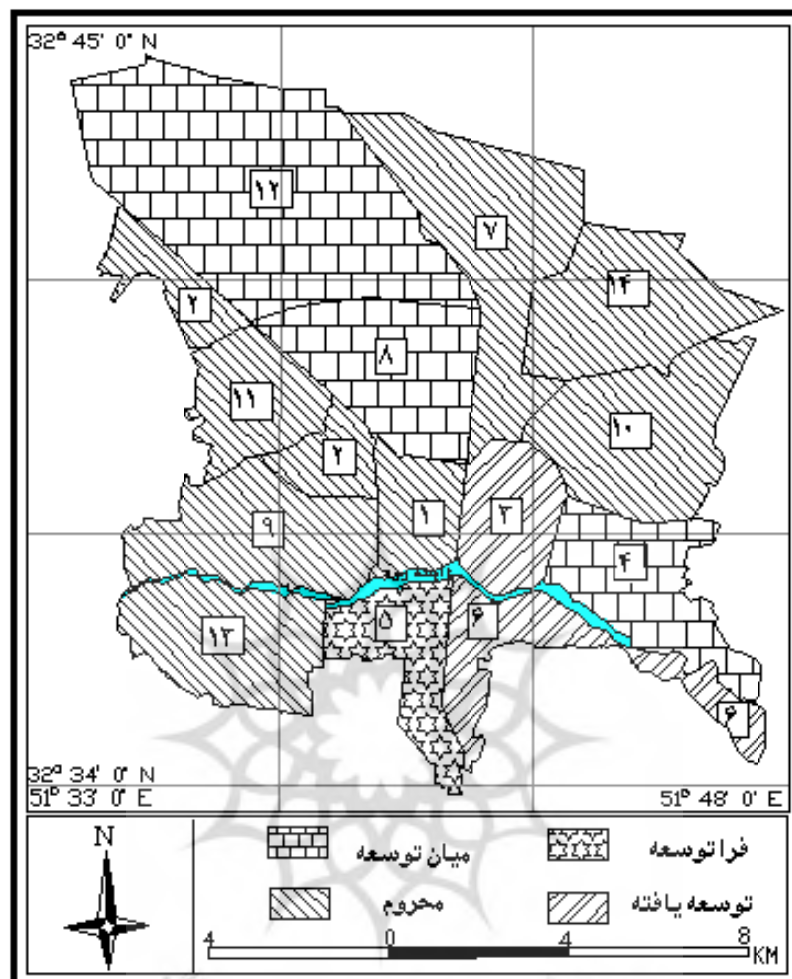 32° 45' 0" N
۱۲
۷
۱۴
۲
۸
۱۱
۱۰
۲
۱
۳
۹
۴
۵
۶
۱۳
۶
32° 34' 0" N
51° 33' 0" E
51° 48' 0" E
N
میان توسعه
فرا توسعه
محروم
توسعه یافته
4 0 4 8
KM